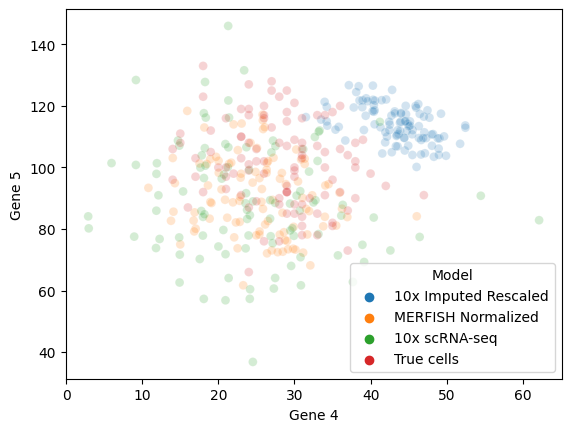 140
120
100
80
60
40
Gene 5
0 10 20 30 40 50 60
Gene 4
Model
10x Imputed Rescaled
MERFISH Normalized
10x scRNA-seq
True cells